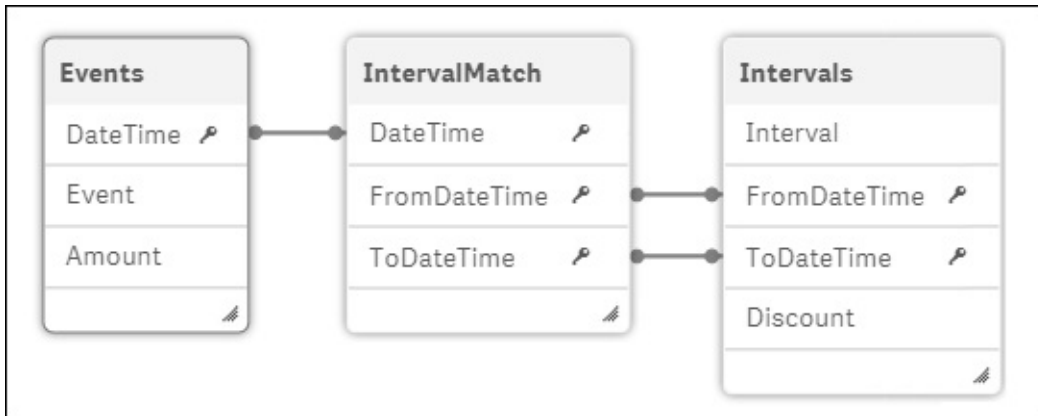 Events
DateTime
Event
Amount
IntervalMatch
DateTime
FromDateTime
ToDateTime
Intervals
Interval
FromDateTime
ToDateTime
Discount